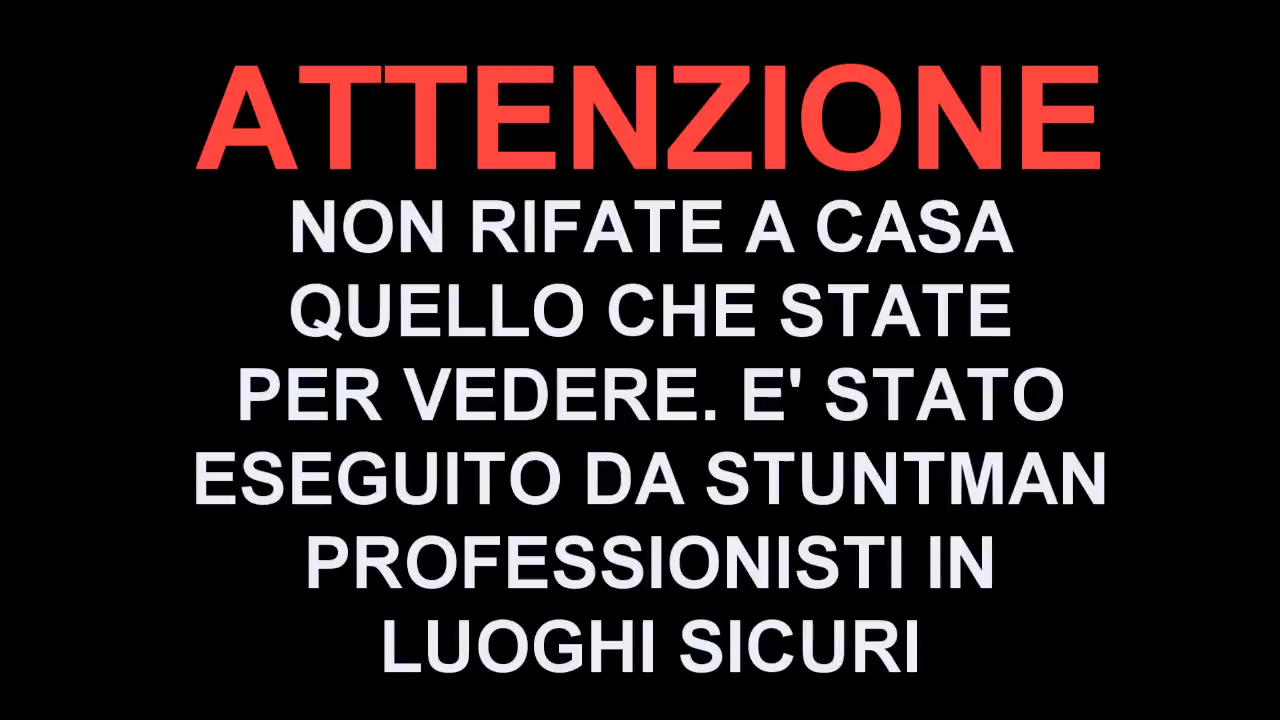 ATTENZIONE
NON RIFATE A CASA
QUELLO CHE STATE
PER VEDERE. E' STATO
ESEGUITO DA STUNTMAN
PROFESSIONISTI IN
LUOGHI SICURI